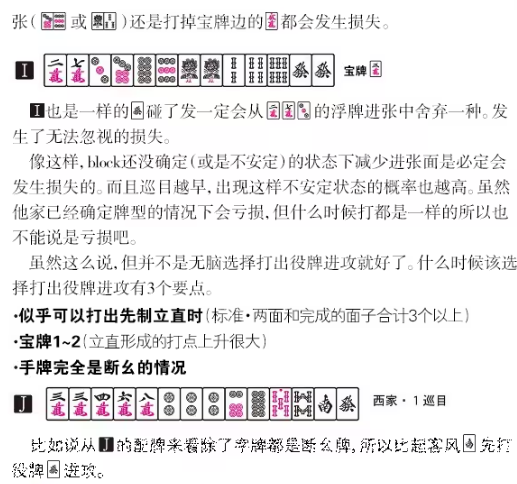 张(或)还是打掉宝牌边的都会发生损失。
I 宝牌
I也是一样的碰了发一定会从的浮牌进张中舍弃一种。发
生了无法忽视的损失。
像这样,block还没确定(或是不安定)的状态下减少进张面是必定会
发生损失的。而且巡目越早,出现这样不安定状态的概率也越高。虽然
他家已经确定牌型的情况下会亏损,但什么时候打都是一样的所以也
不能说是亏损吧。
虽然这么说,但并不是无脑选择打出役牌进攻就好了。什么时候该选
择打出役牌进攻有3个要点。
·似乎可以打出先制立直时(标准·两面和完成的面子合计3个以上)
·宝牌1~2(立直形成的打点上升很大)
·手牌完全是断幺的情况
J 三萬 三萬 四萬 六萬 八萬 南 發 西家·1巡目
比如说从J的配牌来看除了字牌都是断幺牌,所以比起客风先打
役牌进攻。